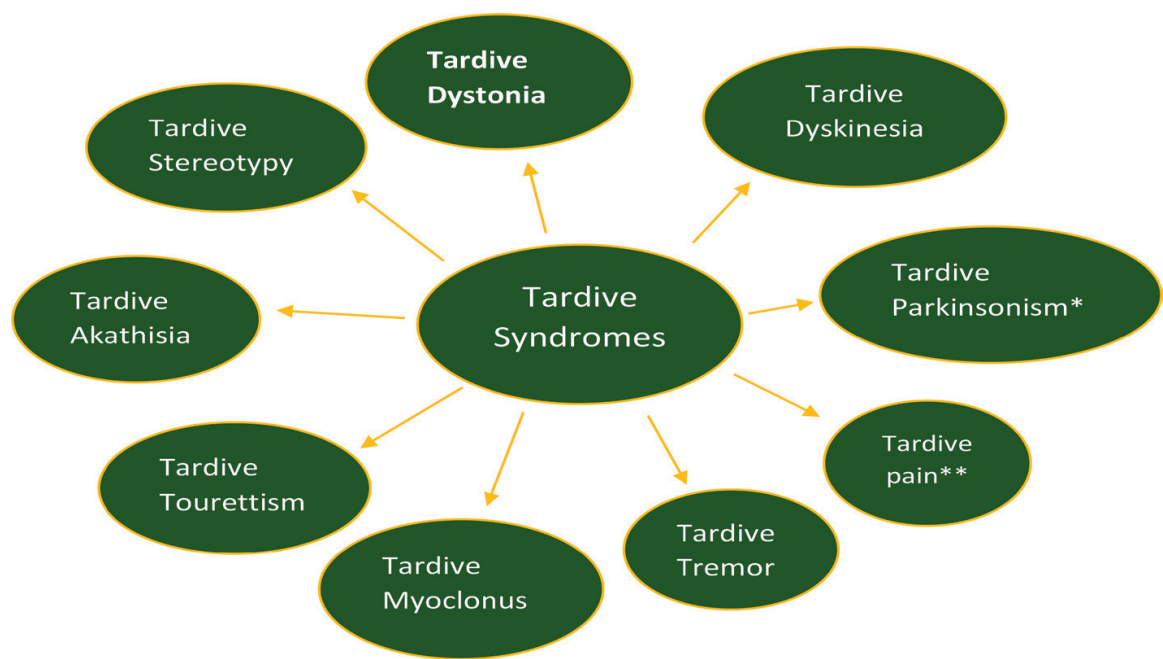 Tardive
Dystonia
Tardive
Dyskinesia
Tardive
Stereotypy
Tardive
Parkinsonism*
Tardive
Syndromes
Tardive
Akathisia
Tardive
pain**
Tardive
Tourettism
Tardive
Tremor
Tardive
Myoclonus